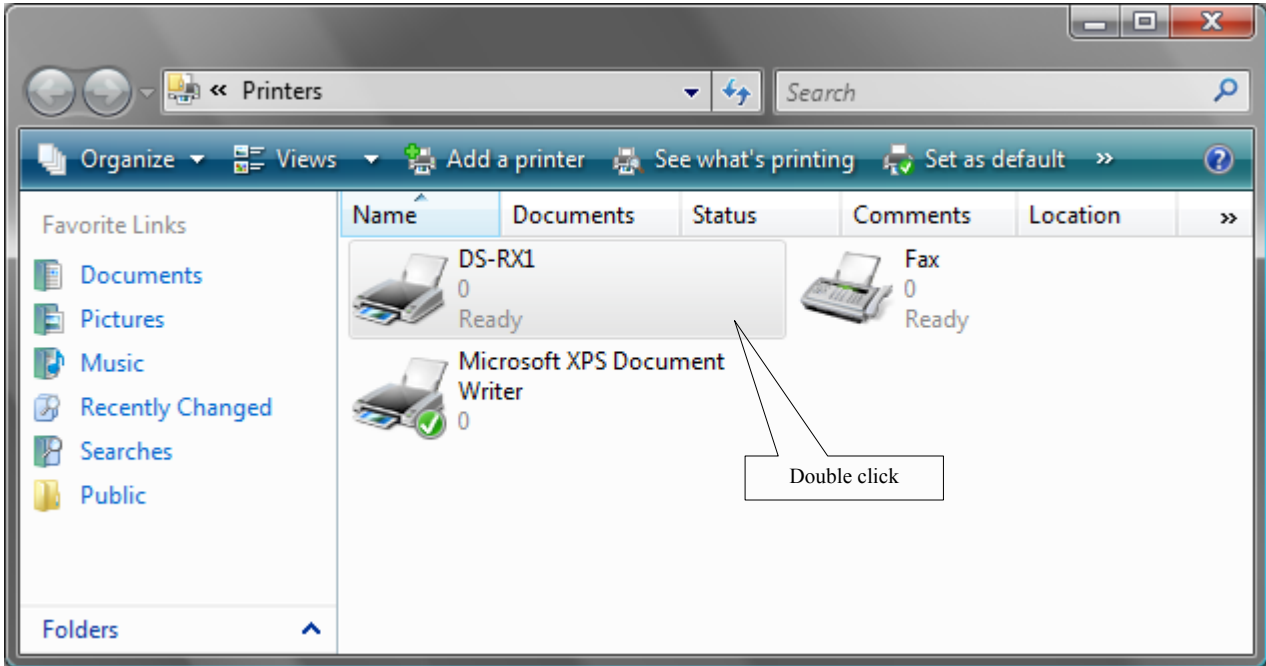 « Printers
Search
Organize Views Add a printer See what's printing Set as default »
Favorite Links
Documents
Pictures
Music
Recently Changed
Searches
Public
Folders
Name Documents Status Comments Location »
DS-RX1
0
Ready
Fax
0
Ready
Microsoft XPS Document
Writer
0
Double click